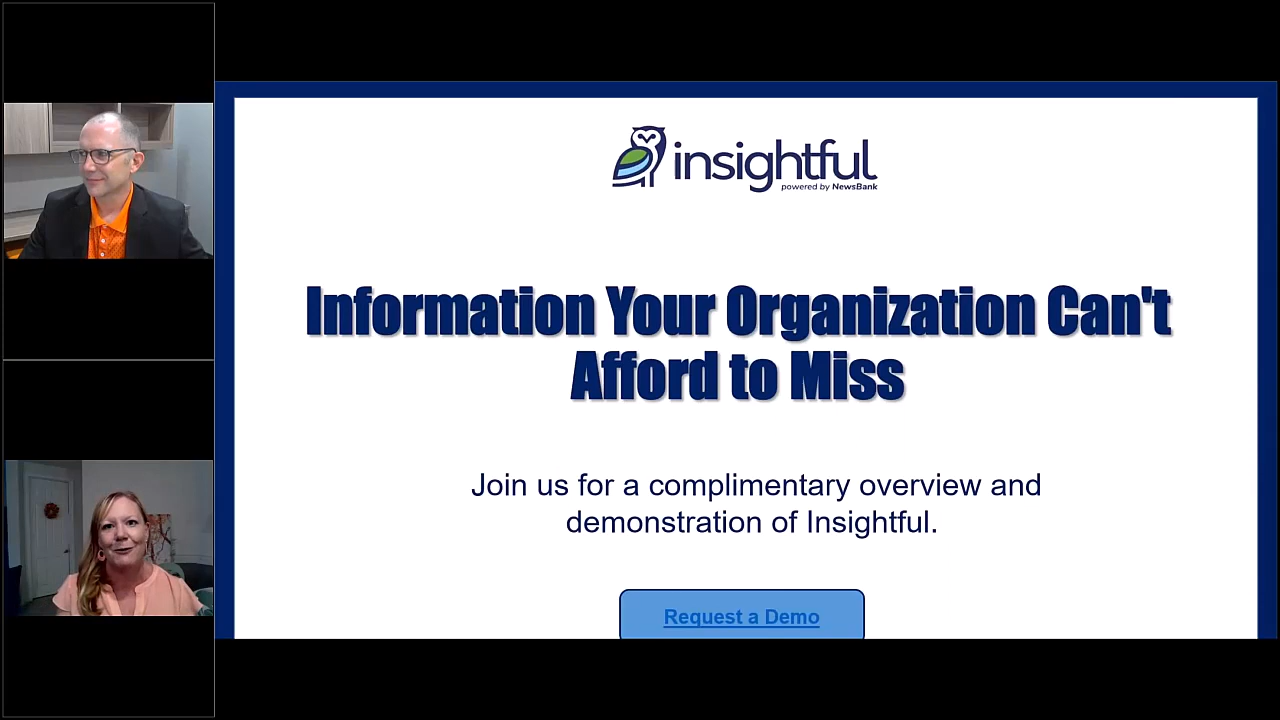 insightful
powered by NewsBank
Information Your Organization Can't
Afford to Miss
Join us for a complimentary overview and
demonstration of Insightful.
Request a Demo